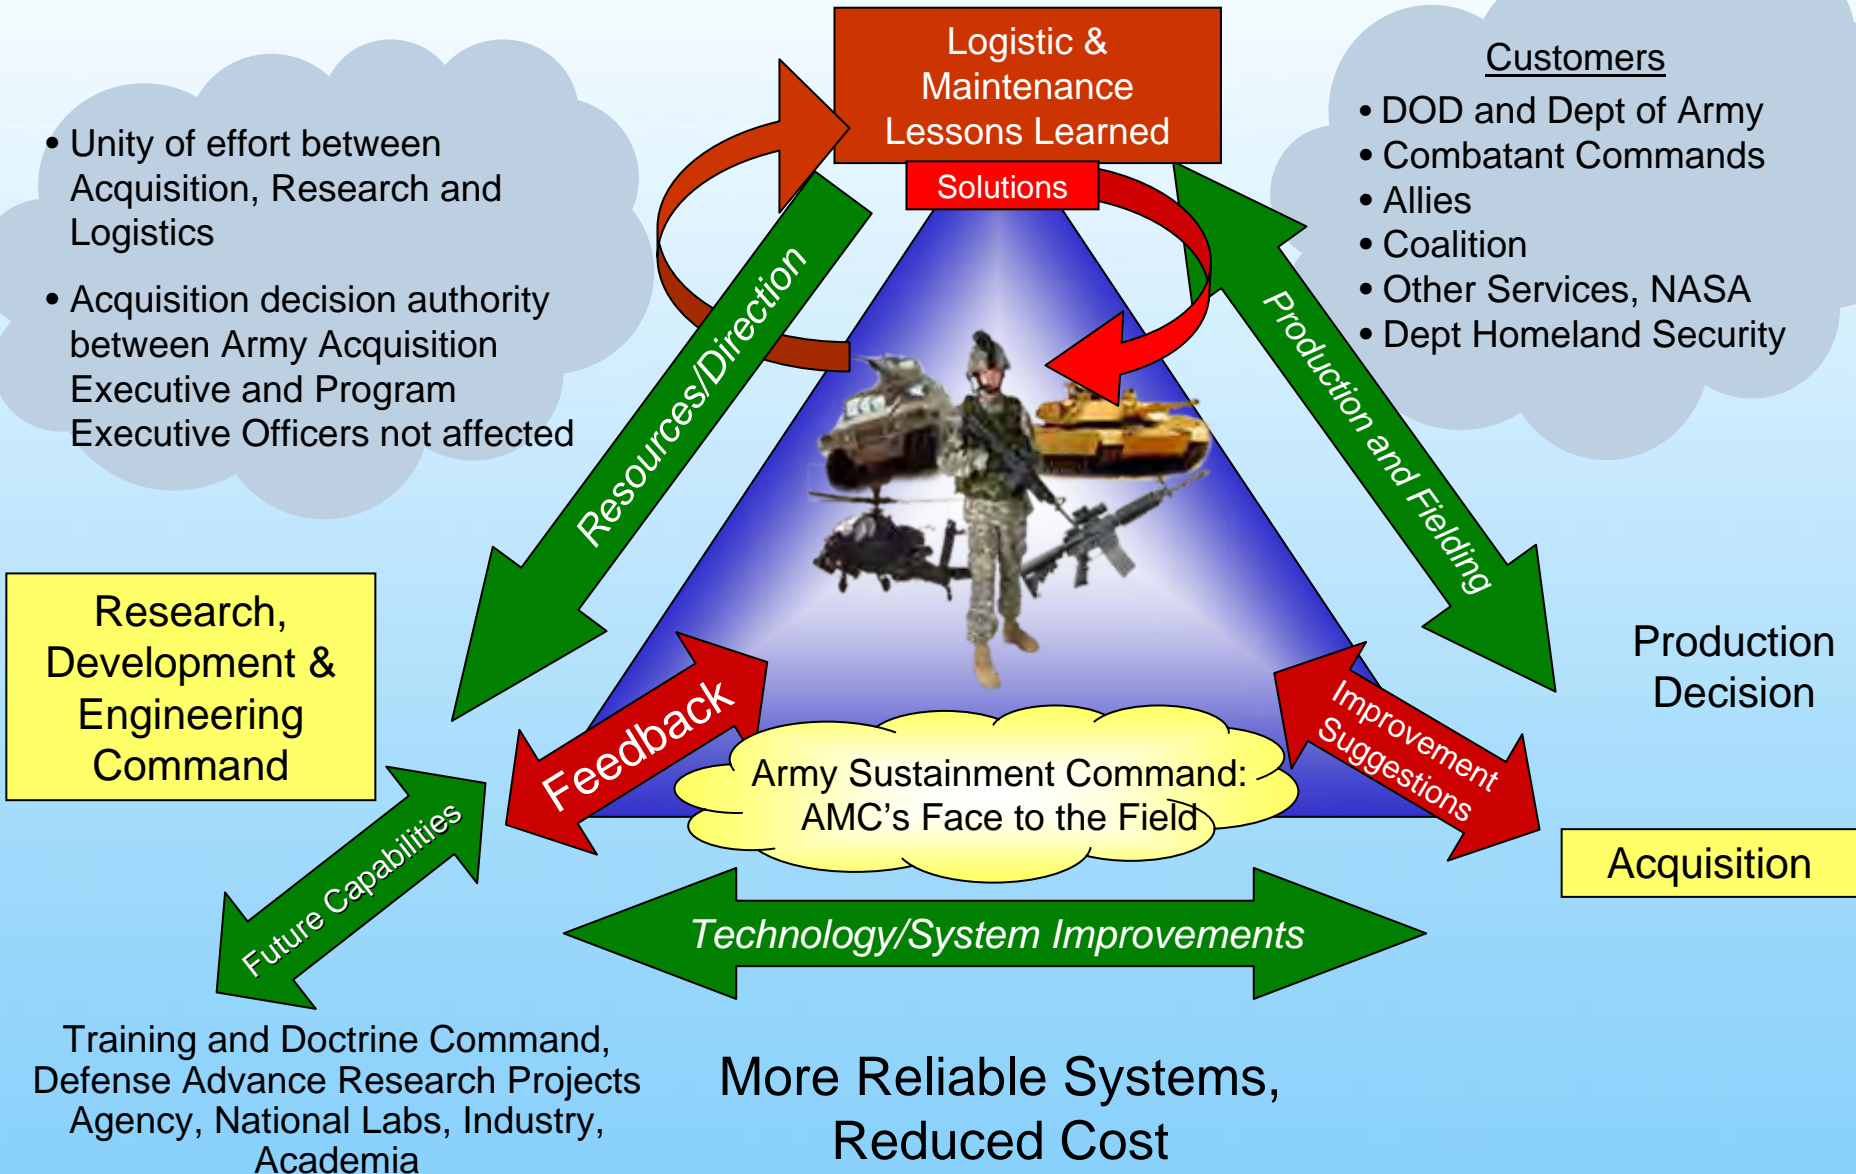 Logistic &
Maintenance
Lessons Learned
Solutions
• Unity of effort between
Acquisition, Research and
Logistics
• Acquisition decision authority
between Army Acquisition
Executive and Program
Executive Officers not affected
Customers
• DOD and Dept of Army
• Combatant Commands
• Allies
• Coalition
• Other Services, NASA
• Dept Homeland Security
Resources/Direction
Production and Fielding
Research,
Development &
Engineering
Command
Production
Decision
Feedback
Improvement
Suggestions
Army Sustainment Command:
AMC's Face to the Field
Acquisition
Future Capabilities
Technology/System Improvements
Training and Doctrine Command,
Defense Advance Research Projects
Agency, National Labs, Industry,
Academia
More Reliable Systems,
Reduced Cost